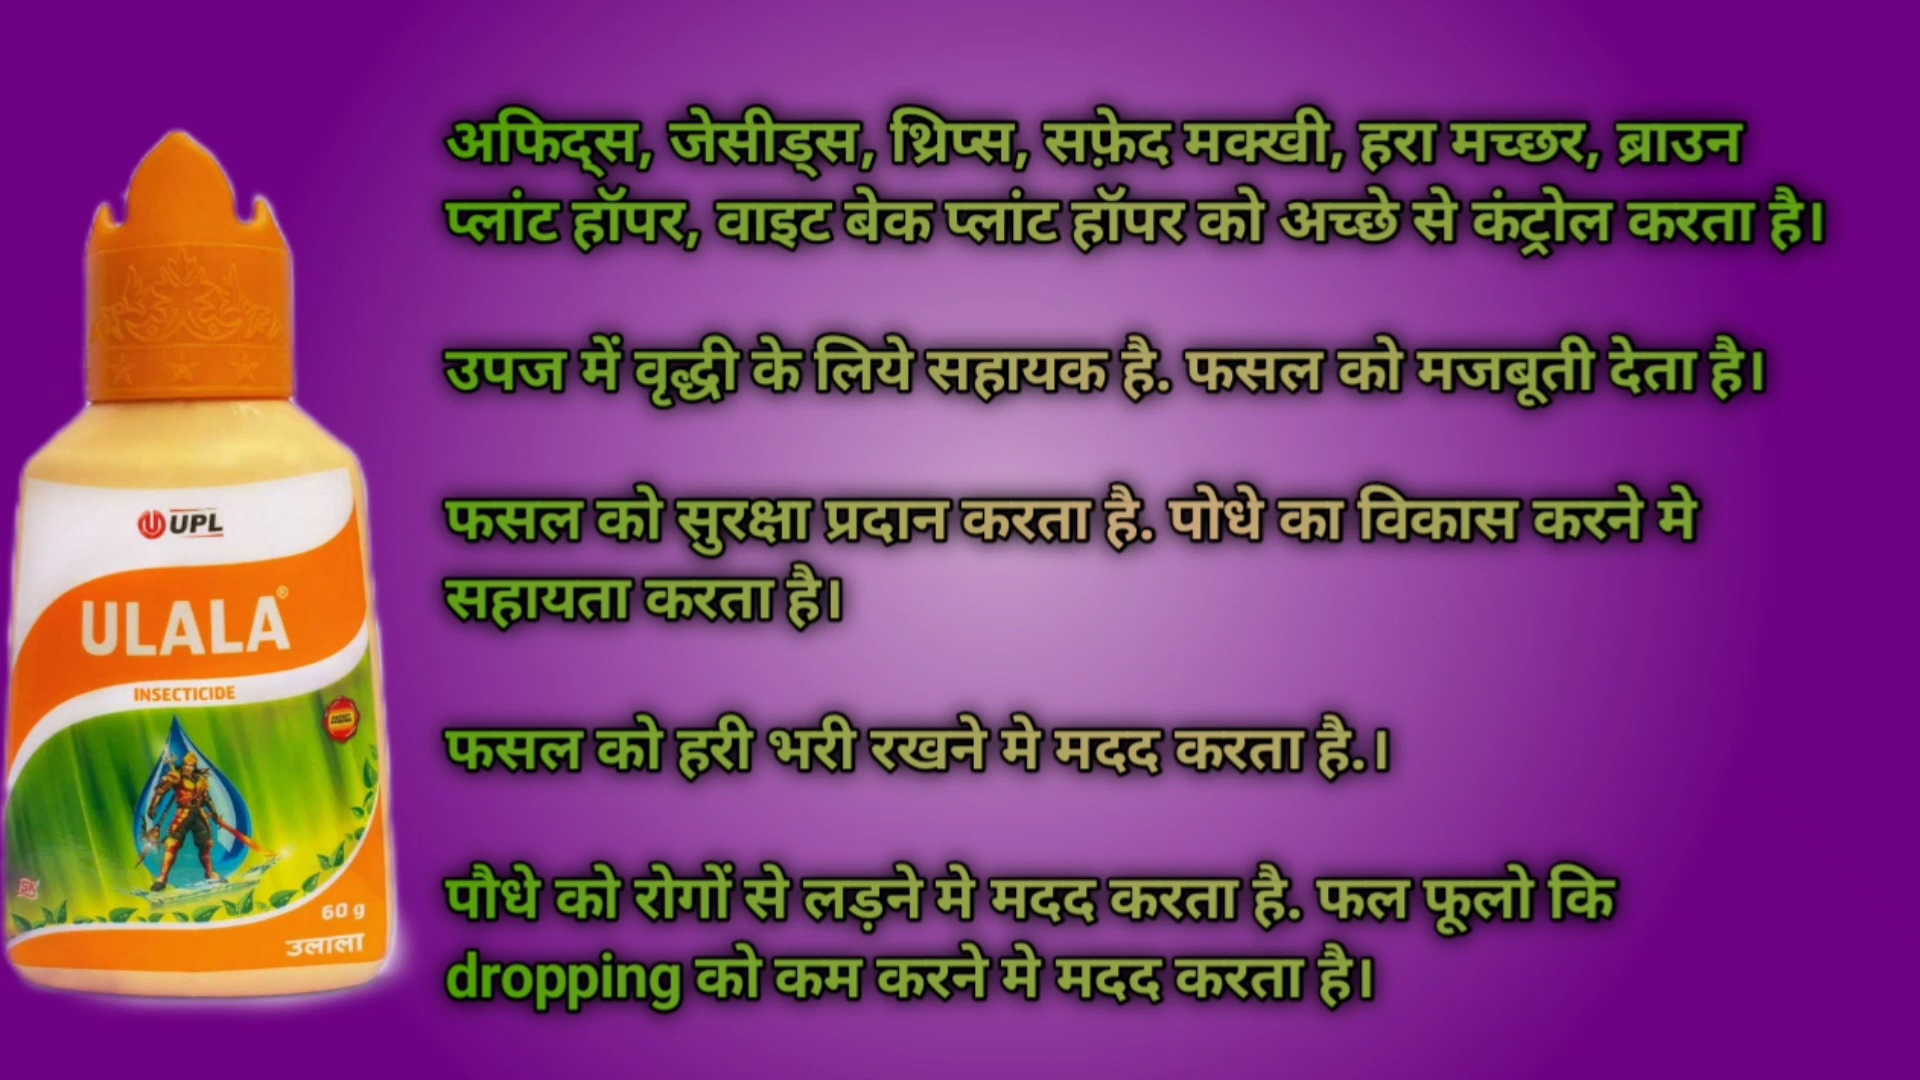 अफिद्स, जेसीड्स, थ्रिप्स, सफ़ेद मक्खी, हरा मच्छर, ब्राउन
प्लांट हॉपर, वाइट बेक प्लांट हॉपर को अच्छे से कंट्रोल करता है।
उपज में वृद्धी के लिये सहायक है. फसल को मजबूती देता है।
फसल को सुरक्षा प्रदान करता है. पोधे का विकास करने मे
सहायता करता है।
फसल को हरी भरी रखने मे मदद करता है.।
पौधे को रोगों से लड़ने मे मदद करता है. फल फूलो कि
dropping को कम करने मे मदद करता है।
UPL
ULALA®
INSECTICIDE
ISK
60 g
उलाला